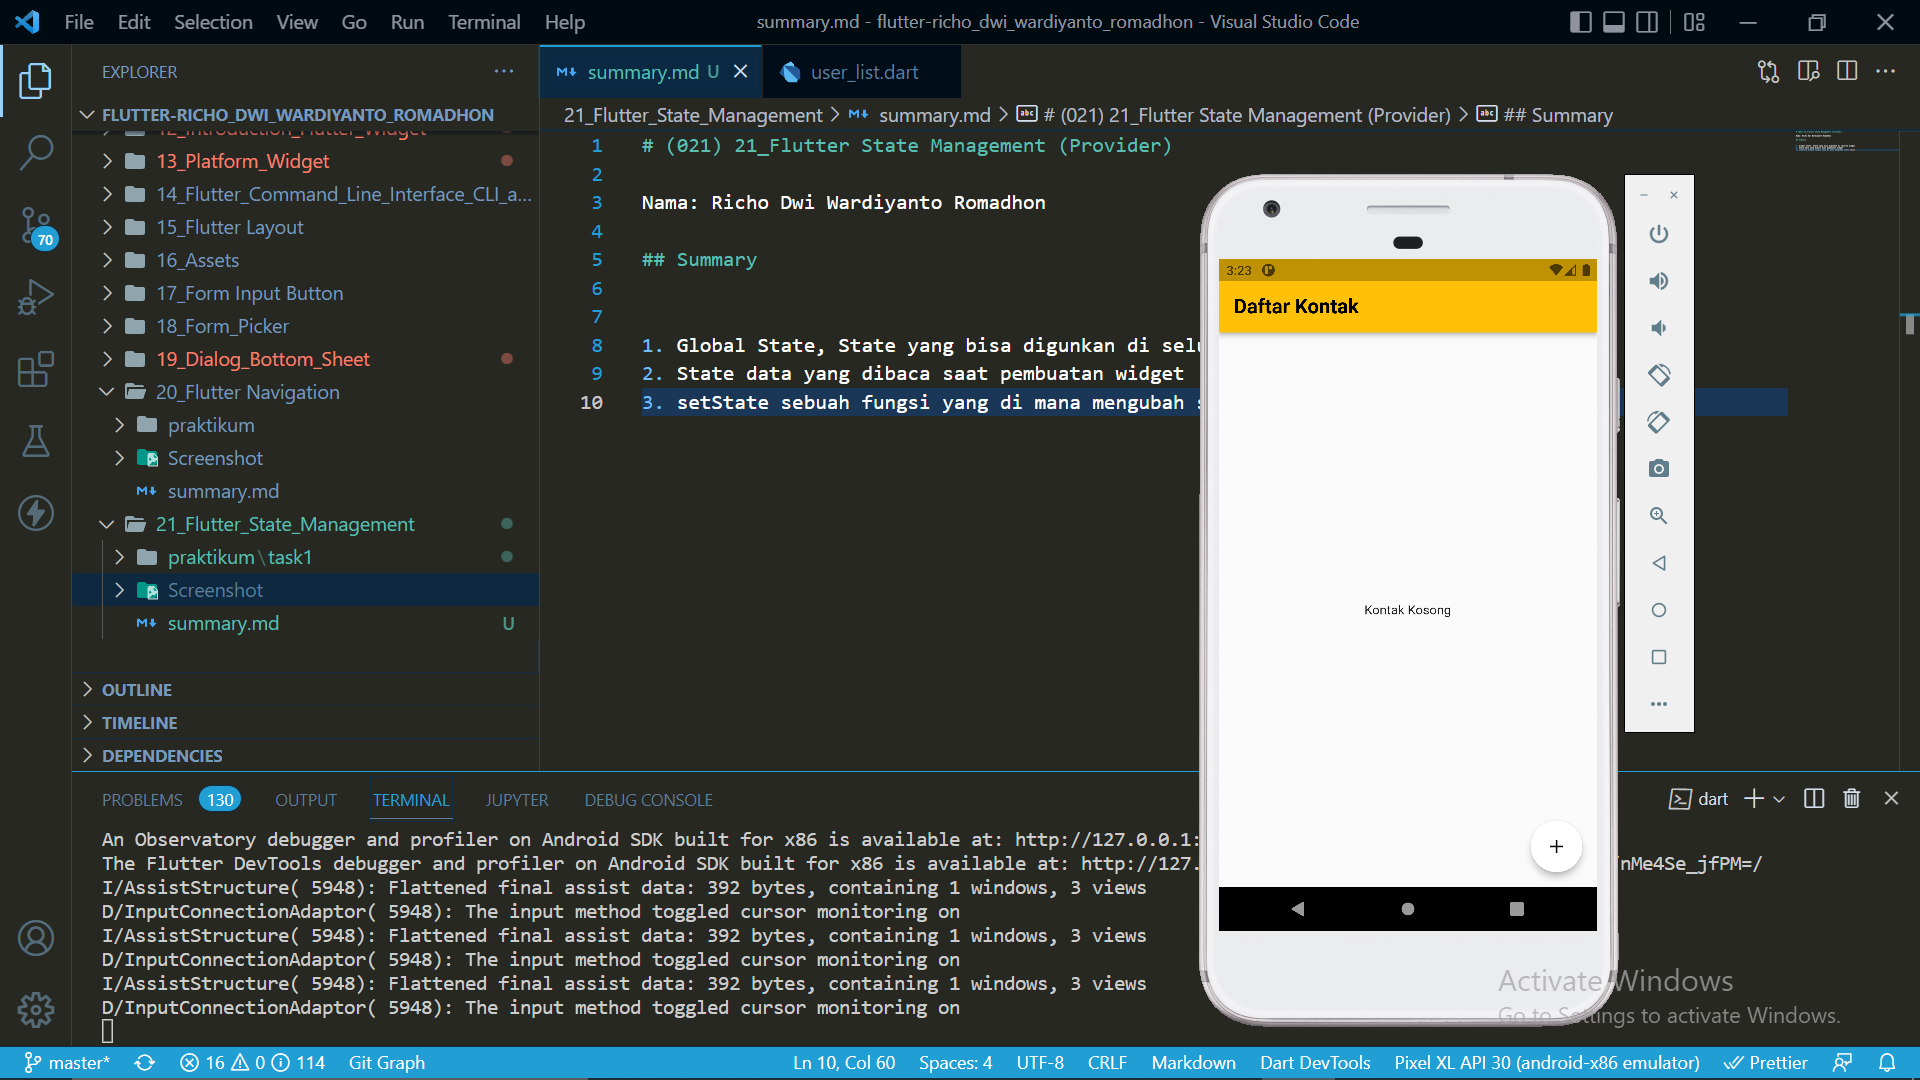 File Edit Selection View Go Run Terminal Help
summary.md - flutter-richo_dwi_wardiyanto_romadhon - Visual Studio Code
EXPLORER
summary.md U
user_list.dart
FLUTTER-RICHO_DWI_WARDIYANTO_ROMADHON
21_Flutter_State_Management > summary.md > # (021) 21_Flutter State Management (Provider) > ## Summary
12_Introduction_Flutter_Widget
13_Platform_Widget
14_Flutter_Command_Line_Interface_CLI_a...
15_Flutter Layout
16_Assets
17_Form Input Button
18_Form_Picker
19_Dialog_Bottom_Sheet
20_Flutter Navigation
praktikum
Screenshot
summary.md
21_Flutter_State_Management
praktikum\task1
Screenshot
summary.md U
OUTLINE
TIMELINE
DEPENDENCIES
70
1 # (021) 21_Flutter State Management (Provider)
2
3 Nama: Richo Dwi Wardiyanto Romadhon
4
5 ## Summary
6
7
8 1. Global State, State yang bisa digunkan di
9 2. State data yang dibaca saat pembuatan widget
10 3. setState sebuah fungsi yang di mana mengubah
3:23
Daftar Kontak
Kontak Kosong
+
PROBLEMS 130 OUTPUT TERMINAL JUPYTER DEBUG CONSOLE
dart
An Observatory debugger and profiler on Android SDK built for x86 is available at: http://127.0.0.1:
The Flutter DevTools debugger and profiler on Android SDK built for x86 is available at: http://127. nMe4Se_jfPM=/
I/AssistStructure( 5948): Flattened final assist data: 392 bytes, containing 1 windows, 3 views
D/InputConnectionAdaptor( 5948): The input method toggled cursor monitoring on
I/AssistStructure( 5948): Flattened final assist data: 392 bytes, containing 1 windows, 3 views
D/InputConnectionAdaptor( 5948): The input method toggled cursor monitoring on
I/AssistStructure( 5948): Flattened final assist data: 392 bytes, containing 1 windows, 3 views
D/InputConnectionAdaptor( 5948): The input method toggled cursor monitoring on
Activate Windows
Go to Settings to activate Windows.
master* 16 0 114 Git Graph
Ln 10, Col 60 Spaces: 4 UTF-8 CRLF Markdown Dart DevTools Pixel XL API 30 (android-x86 emulator) Prettier